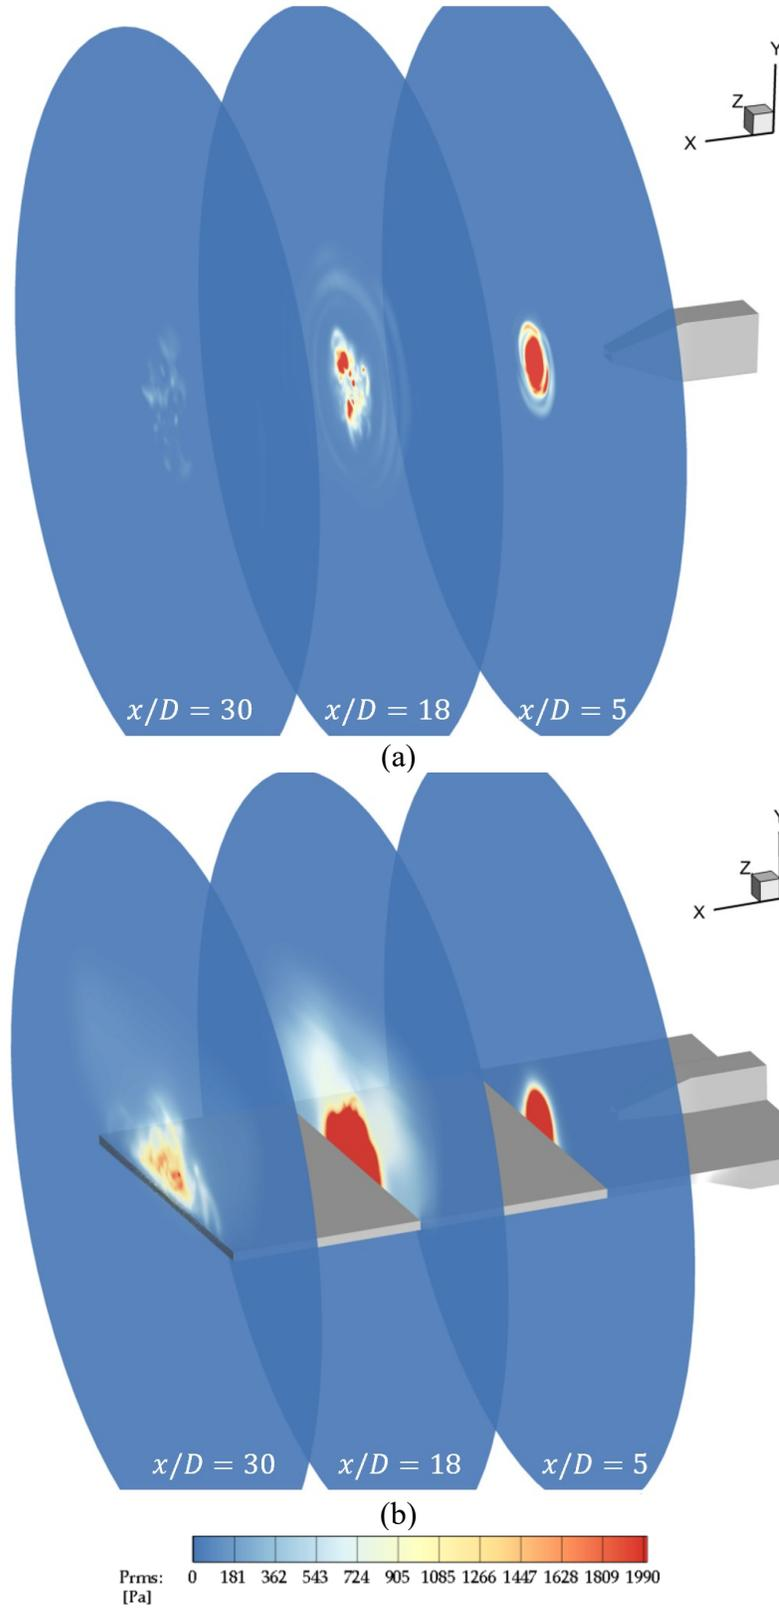 Y
Z
X
x/D = 30 x/D = 18 x/D = 5
(a)
Y
Z
X
x/D = 30 x/D = 18 x/D = 5
(b)
Prms: 0 181 362 543 724 905 1085 1266 1447 1628 1809 1990
[Pa]